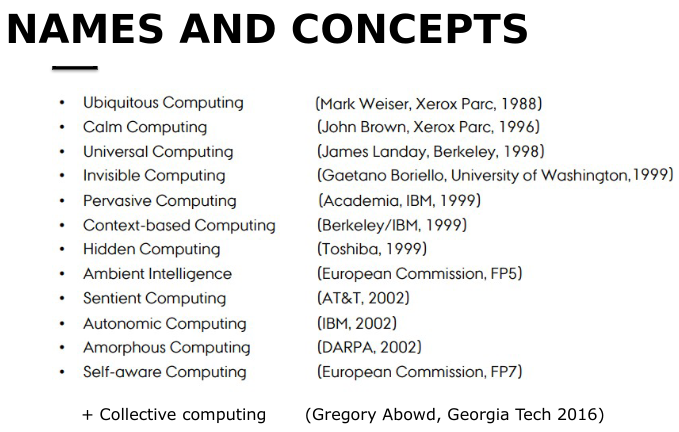 NAMES AND CONCEPTS
• Ubiquitous Computing (Mark Weiser, Xerox Parc, 1988)
• Calm Computing (John Brown, Xerox Parc, 1996)
• Universal Computing (James Landay, Berkeley, 1998)
• Invisible Computing (Gaetano Boriello, University of Washington,1999)
• Pervasive Computing (Academia, IBM, 1999)
• Context-based Computing (Berkeley/IBM, 1999)
• Hidden Computing (Toshiba, 1999)
• Ambient Intelligence (European Commission, FP5)
• Sentient Computing (AT&T, 2002)
• Autonomic Computing (IBM, 2002)
• Amorphous Computing (DARPA, 2002)
• Self-aware Computing (European Commission, FP7)
+ Collective computing (Gregory Abowd, Georgia Tech 2016)